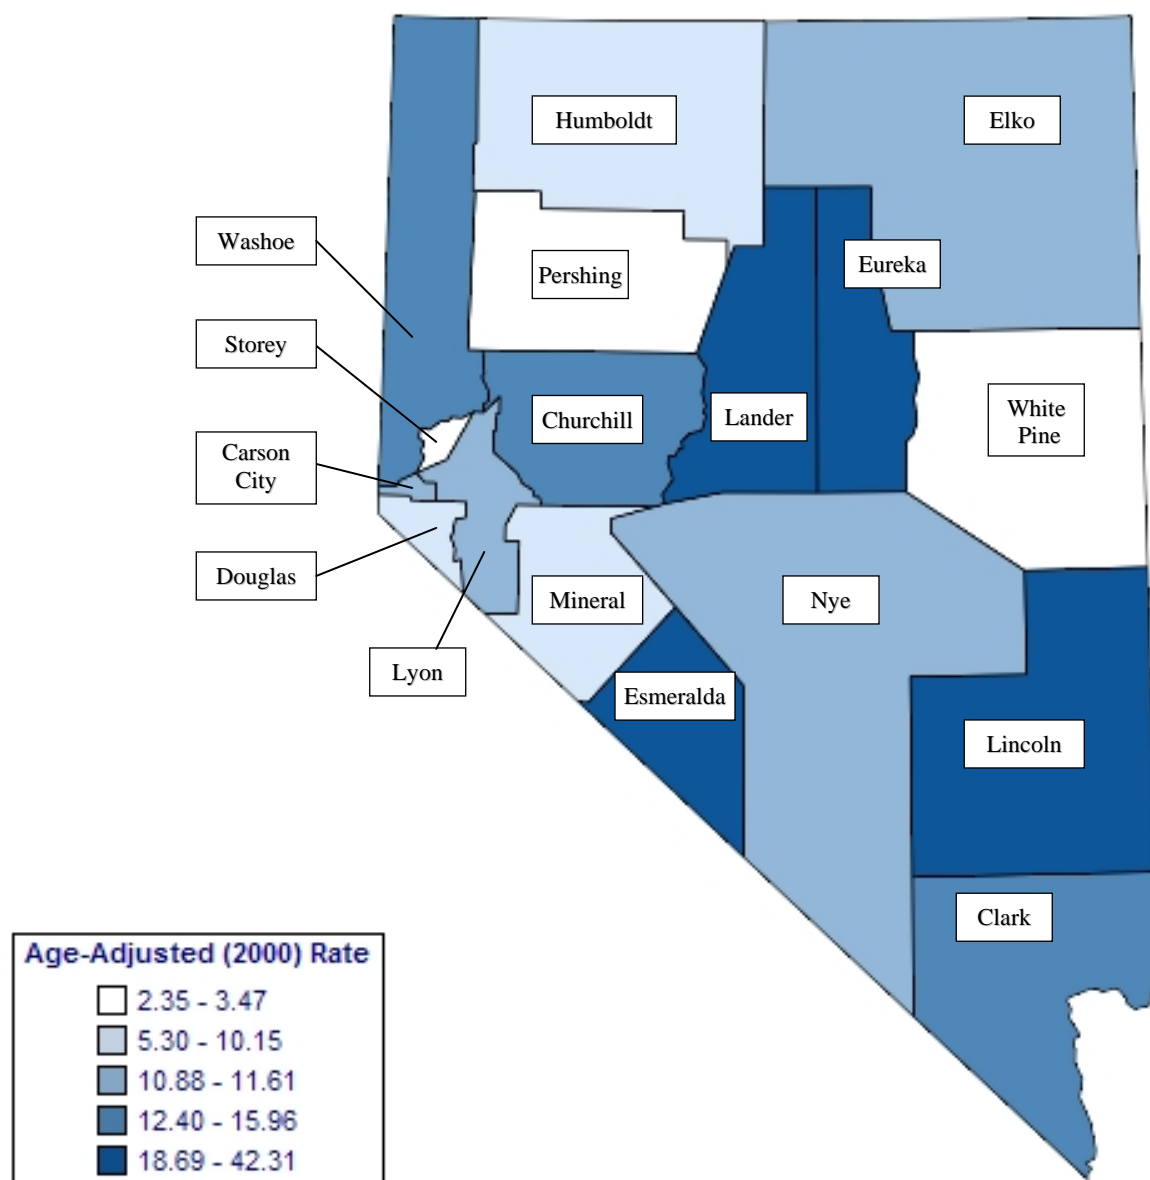 Humboldt
Elko
Washoe
Eureka
Pershing
Storey
White
Pine
Churchill
Lander
Carson
City
Douglas
Mineral
Nye
Lyon
Esmeralda
Lincoln
Clark
Age-Adjusted (2000) Rate
2.35 - 3.47
5.30 - 10.15
10.88 - 11.61
12.40 - 15.96
18.69 - 42.31